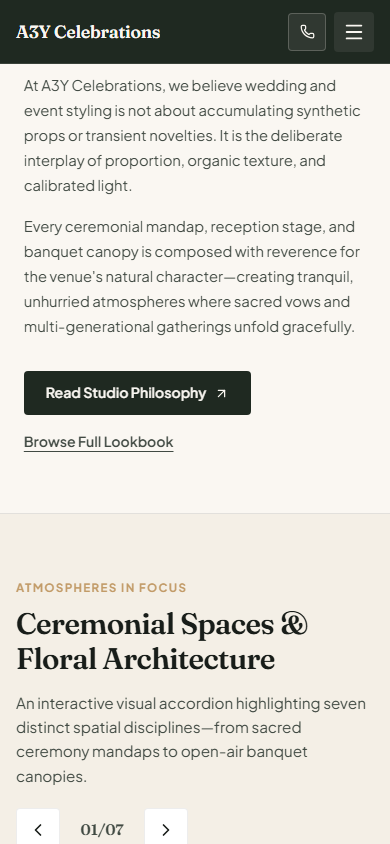 A3Y Celebrations
At A3Y Celebrations, we believe wedding and
event styling is not about accumulating synthetic
props or transient novelties. It is the deliberate
interplay of proportion, organic texture, and
calibrated light.
Every ceremonial mandap, reception stage, and
banquet canopy is composed with reverence for
the venue's natural character—creating tranquil,
unhurried atmospheres where sacred vows and
multi-generational gatherings unfold gracefully.
Read Studio Philosophy
Browse Full Lookbook
ATMOSPHERES IN FOCUS
Ceremonial Spaces &
Floral Architecture
An interactive visual accordion highlighting seven
distinct spatial disciplines—from sacred
ceremony mandaps to open-air banquet
canopies.
01/07